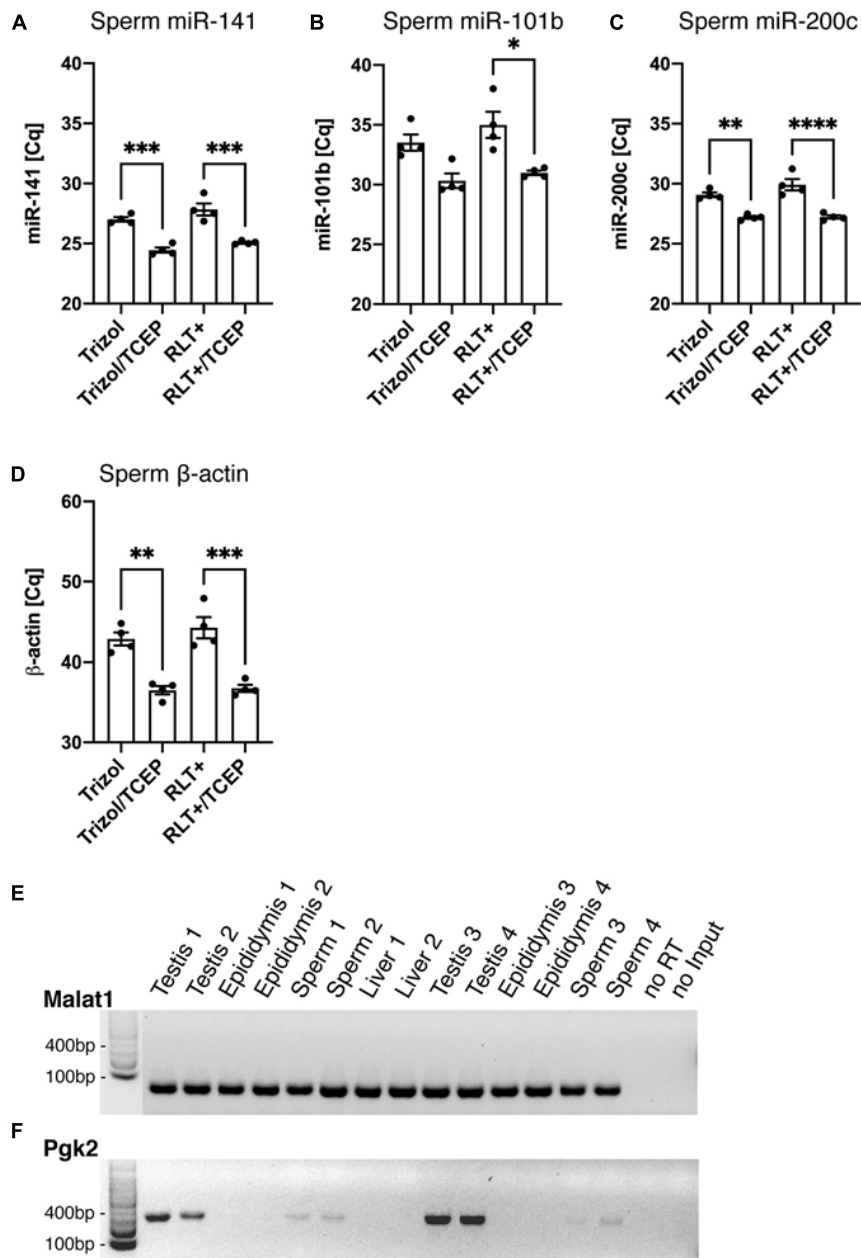 A Sperm miR-141
miR-141 [Cq]
40
35
30
25
20
***
***
Trizol
Trizol/TCEP
RLT+
RLT+/TCEP
B Sperm miR-101b
miR-101b [Cq]
40
35
30
25
20
*
Trizol
Trizol/TCEP
RLT+
RLT+/TCEP
C Sperm miR-200c
miR-200c [Cq]
40
35
30
25
20
**
****
Trizol
Trizol/TCEP
RLT+
RLT+/TCEP
D Sperm β-actin
β-actin [Cq]
60
50
40
30
**
***
Trizol
Trizol/TCEP
RLT+
RLT+/TCEP
E
Testis 1
Testis 2
Epididymis 1
Epididymis 2
Sperm 1
Sperm 2
Liver 1
Liver 2
Testis 3
Testis 4
Epididymis 3
Epididymis 4
Sperm 3
Sperm 4
no RT
no Input
Malat1
400bp -
100bp -
F
Pgk2
400bp -
100bp -